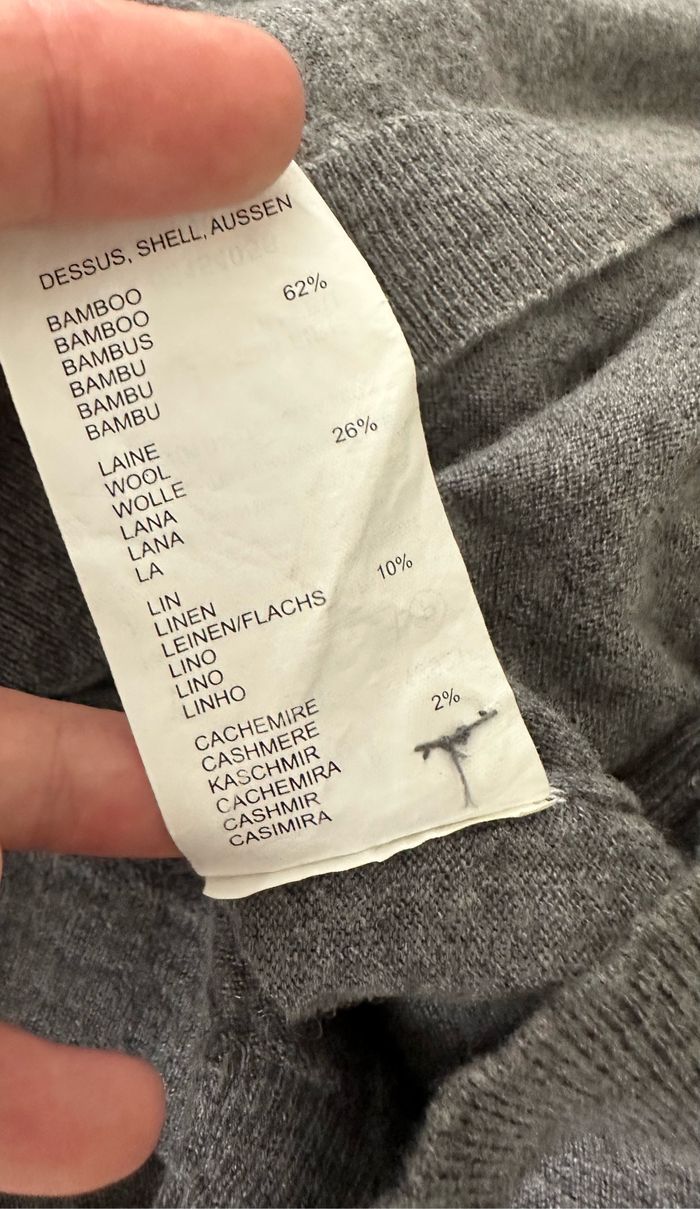 DESSUS, SHELL, AUSSEN
BAMBOO 62%
BAMBOO
BAMBUS
BAMBU
BAMBU
BAMBU
LAINE 26%
WOOL
WOLLE
LANA
LANA
LA
LIN 10%
LINEN
LEINEN/FLACHS
LINO
LINO
LINHO
CACHEMIRE 2%
CASHMERE
KASCHMIR
CACHEMIRA
CASHMIR
CASIMIRA